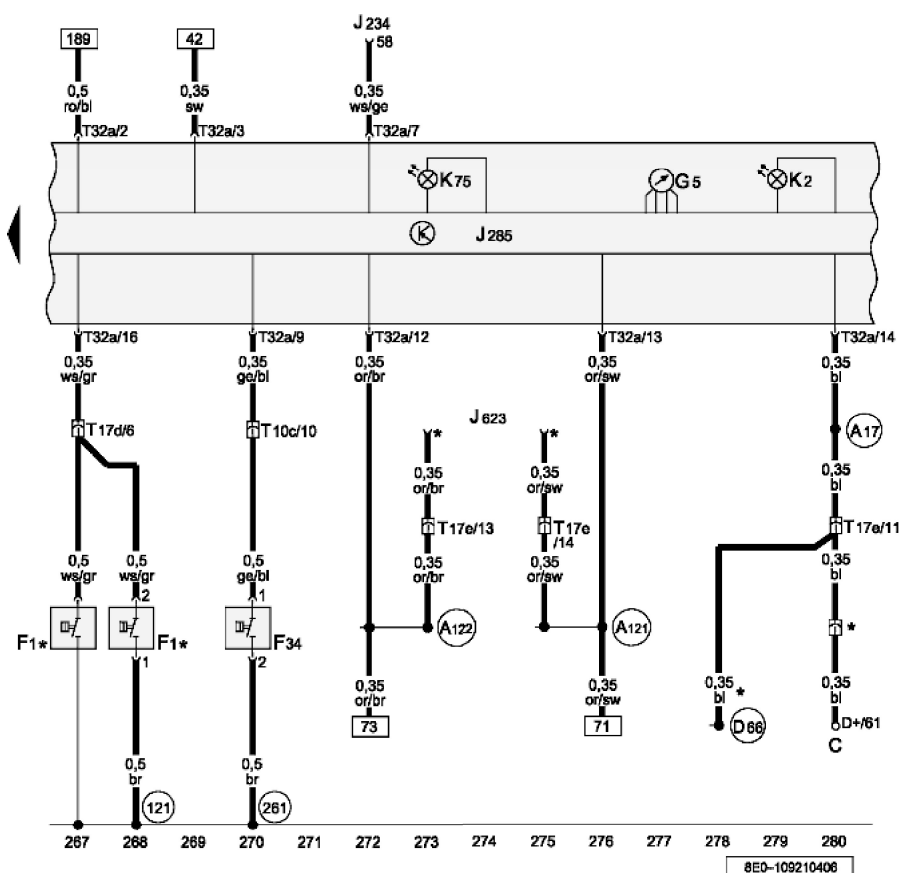 189 42 J 234
58
0,5 ro/bl 0,35 sw 0,35 ws/ge
T32a/2 T32a/3 T32a/7
K75 G5 K2
K J 285
T32a/16 T32a/9 T32a/12 T32a/13 T32a/14
0,35 ws/gr 0,35 ge/bl 0,35 or/br 0,35 or/sw 0,35 bl
T17d/6 T10c/10 J 623 A17
* *
0,35 or/br 0,35 or/sw 0,35 bl
T17e/13 T17e /14 T17e/11
0,5 ws/gr 0,5 ws/gr 0,5 ge/bl 0,35 or/br 0,35 or/sw 0,35 bl
2 1
F1* F1* F34 A122 A121 *
1 2
0,35 or/br 0,35 or/sw 0,35 bl * 0,35 bl
73 71 D66 D+/61
C
0,5 br 0,5 br
121 261
267 268 269 270 271 272 273 274 275 276 277 278 279 280
8E0-109210406